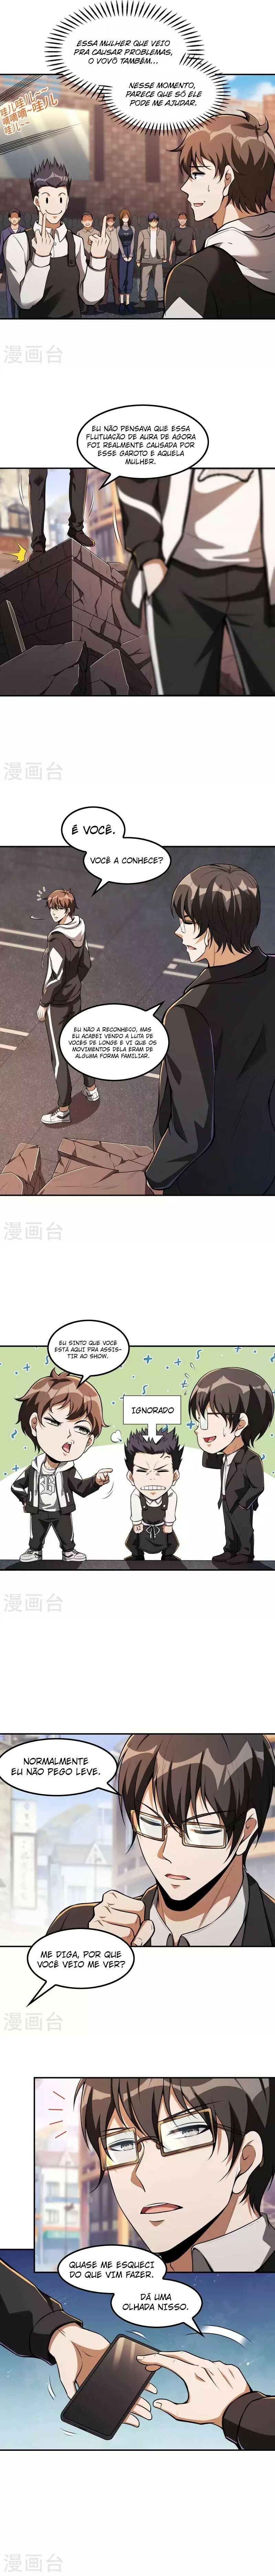 ESSA MULHER QUE VEIO
PRA CAUSAR PROBLEMAS,
O VOVÔ TAMBÉM...
NESSE MOMENTO,
PARECE QUE SÓ ELE
PODE ME AJUDAR.
漫画台
EU NÃO PENSAVA QUE ESSA
FLUTUAÇÃO DE AURA DE AGORA
FOI REALMENTE CAUSADA POR
ESSE GAROTO E AQUELA
MULHER.
漫画台
É VOCÊ.
VOCÊ A CONHECE?
EU NÃO A RECONHEÇO, MAS
EU ACABEI VENDO A LUTA DE
VOCÊS DE LONGE E VI QUE OS
MOVIMENTOS DELA ERAM DE
ALGUMA FORMA FAMILIAR.
漫画台
EU SINTO QUE VOCÊ
ESTÁ AQUI PRA ASSIS-
TIR AO SHOW.
IGNORADO
漫画台
NORMALMENTE
EU NÃO PEGO LEVE.
ME DIGA, POR QUE
VOCÊ VEIO ME VER?
漫画台
QUASE ME ESQUECI
DO QUE VIM FAZER.
DÁ UMA
OLHADA NISSO.
漫画台